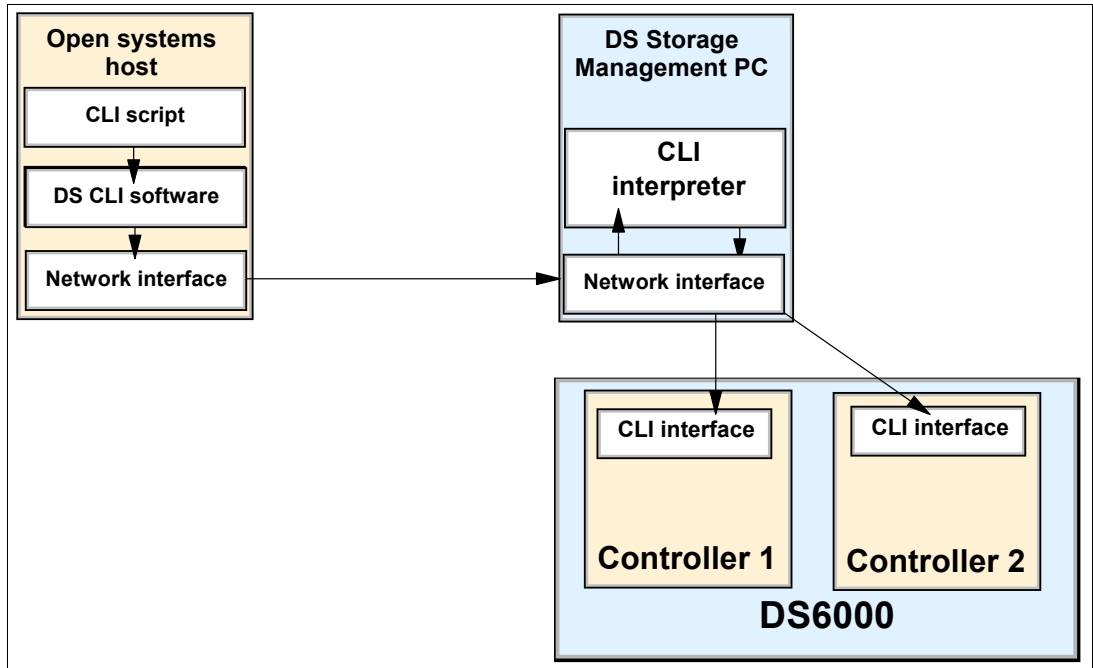 Open systems
host
CLI script
DS CLI software
Network interface
DS Storage
Management PC
CLI
interpreter
Network interface
CLI interface
Controller 1
CLI interface
Controller 2
DS6000